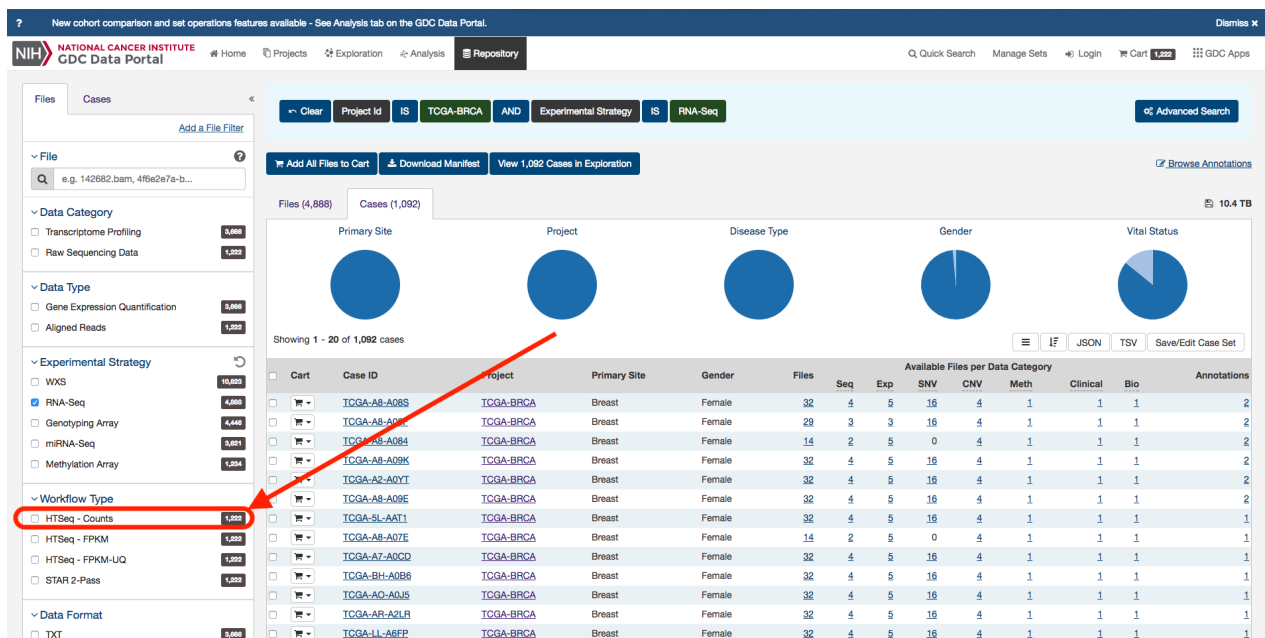 ? New cohort comparison and set operations features available - See Analysis tab on the GDC Data Portal. Dismiss ×
NIH NATIONAL CANCER INSTITUTE
GDC Data Portal
Home Projects Exploration Analysis Repository Quick Search Manage Sets Login Cart 1,222 GDC Apps
Files Cases «
Clear Project Id IS TCGA-BRCA AND Experimental Strategy IS RNA-Seq Advanced Search
Add a File Filter
File ?
e.g. 142682.bam, 4f6e2e7a-b...
Add All Files to Cart Download Manifest View 1,092 Cases in Exploration Browse Annotations
Files (4,888) Cases (1,092) 10.4 TB
Data Category
Transcriptome Profiling 3,666
Raw Sequencing Data 1,222
Data Type
Gene Expression Quantification 3,666
Aligned Reads 1,222
Experimental Strategy
WXS 10,823
RNA-Seq 4,888
Genotyping Array 4,446
miRNA-Seq 3,621
Methylation Array 1,234
Workflow Type
HTSeq - Counts 1,222
HTSeq - FPKM 1,222
HTSeq - FPKM-UQ 1,222
STAR 2-Pass 1,222
Data Format
TXT 3,666
Primary Site Project Disease Type Gender Vital Status
Showing 1 - 20 of 1,092 cases
JSON TSV Save/Edit Case Set
Available Files per Data Category
Cart Case ID Project Primary Site Gender Files Seq Exp SNV CNV Meth Clinical Bio Annotations
TCGA-A8-A08S TCGA-BRCA Breast Female 32 4 5 16 4 1 1 1 2
TCGA-BRCA Breast Female 29 3 3 16 4 1 1 1 2
TCGA-A8-A084 TCGA-BRCA Breast Female 14 2 5 0 4 1 1 1 2
TCGA-A8-A09K TCGA-BRCA Breast Female 32 4 5 16 4 1 1 1 2
TCGA-A2-A0YT TCGA-BRCA Breast Female 32 4 5 16 4 1 1 1 2
TCGA-A8-A09E TCGA-BRCA Breast Female 32 4 5 16 4 1 1 1 2
TCGA-5L-AAT1 TCGA-BRCA Breast Female 32 4 5 16 4 1 1 1 1
TCGA-A8-A07E TCGA-BRCA Breast Female 14 2 5 0 4 1 1 1 1
TCGA-A7-A0CD TCGA-BRCA Breast Female 32 4 5 16 4 1 1 1 1
TCGA-BH-A0B6 TCGA-BRCA Breast Female 32 4 5 16 4 1 1 1 1
TCGA-AO-A0J5 TCGA-BRCA Breast Female 32 4 5 16 4 1 1 1 1
TCGA-AR-A2LR TCGA-BRCA Breast Female 32 4 5 16 4 1 1 1 1
TCGA-LL-A6FP TCGA-BRCA Breast Female 32 4 5 16 4 1 1 1 1